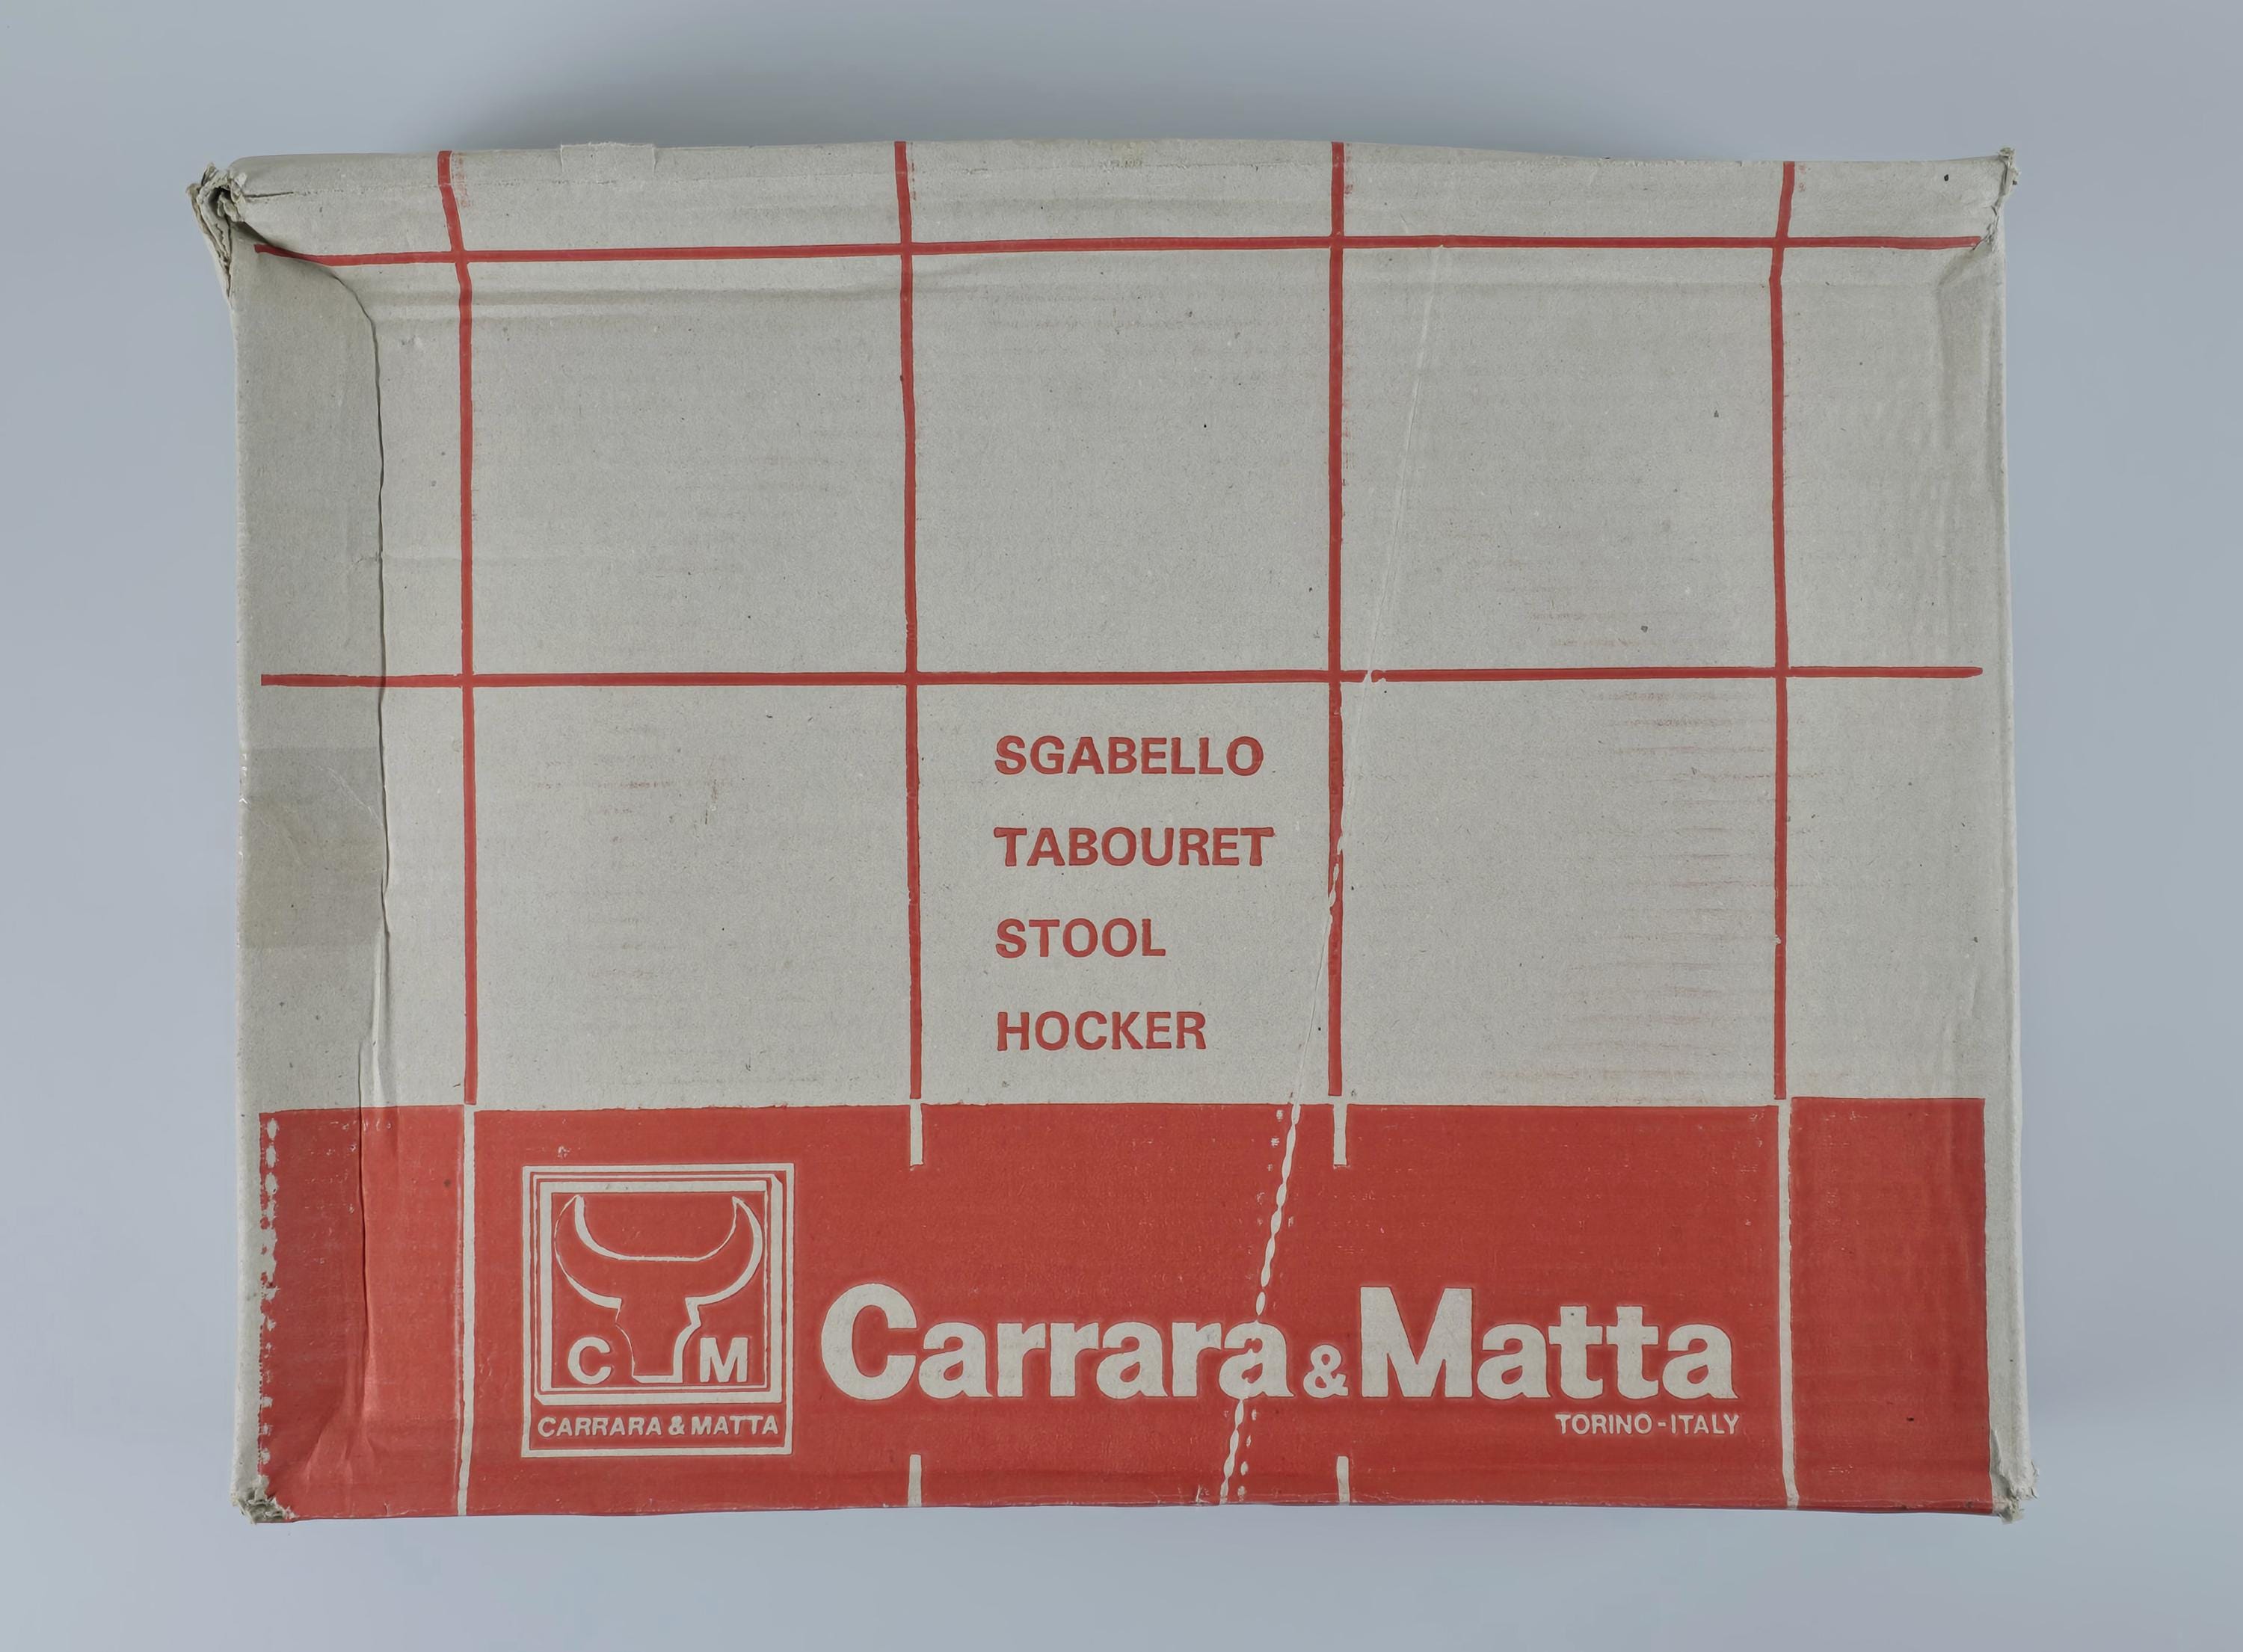 SGABELLO
TABOURET
STOOL
HOCKER
C M
CARRARA & MATTA
Carrara & Matta
TORINO - ITALY